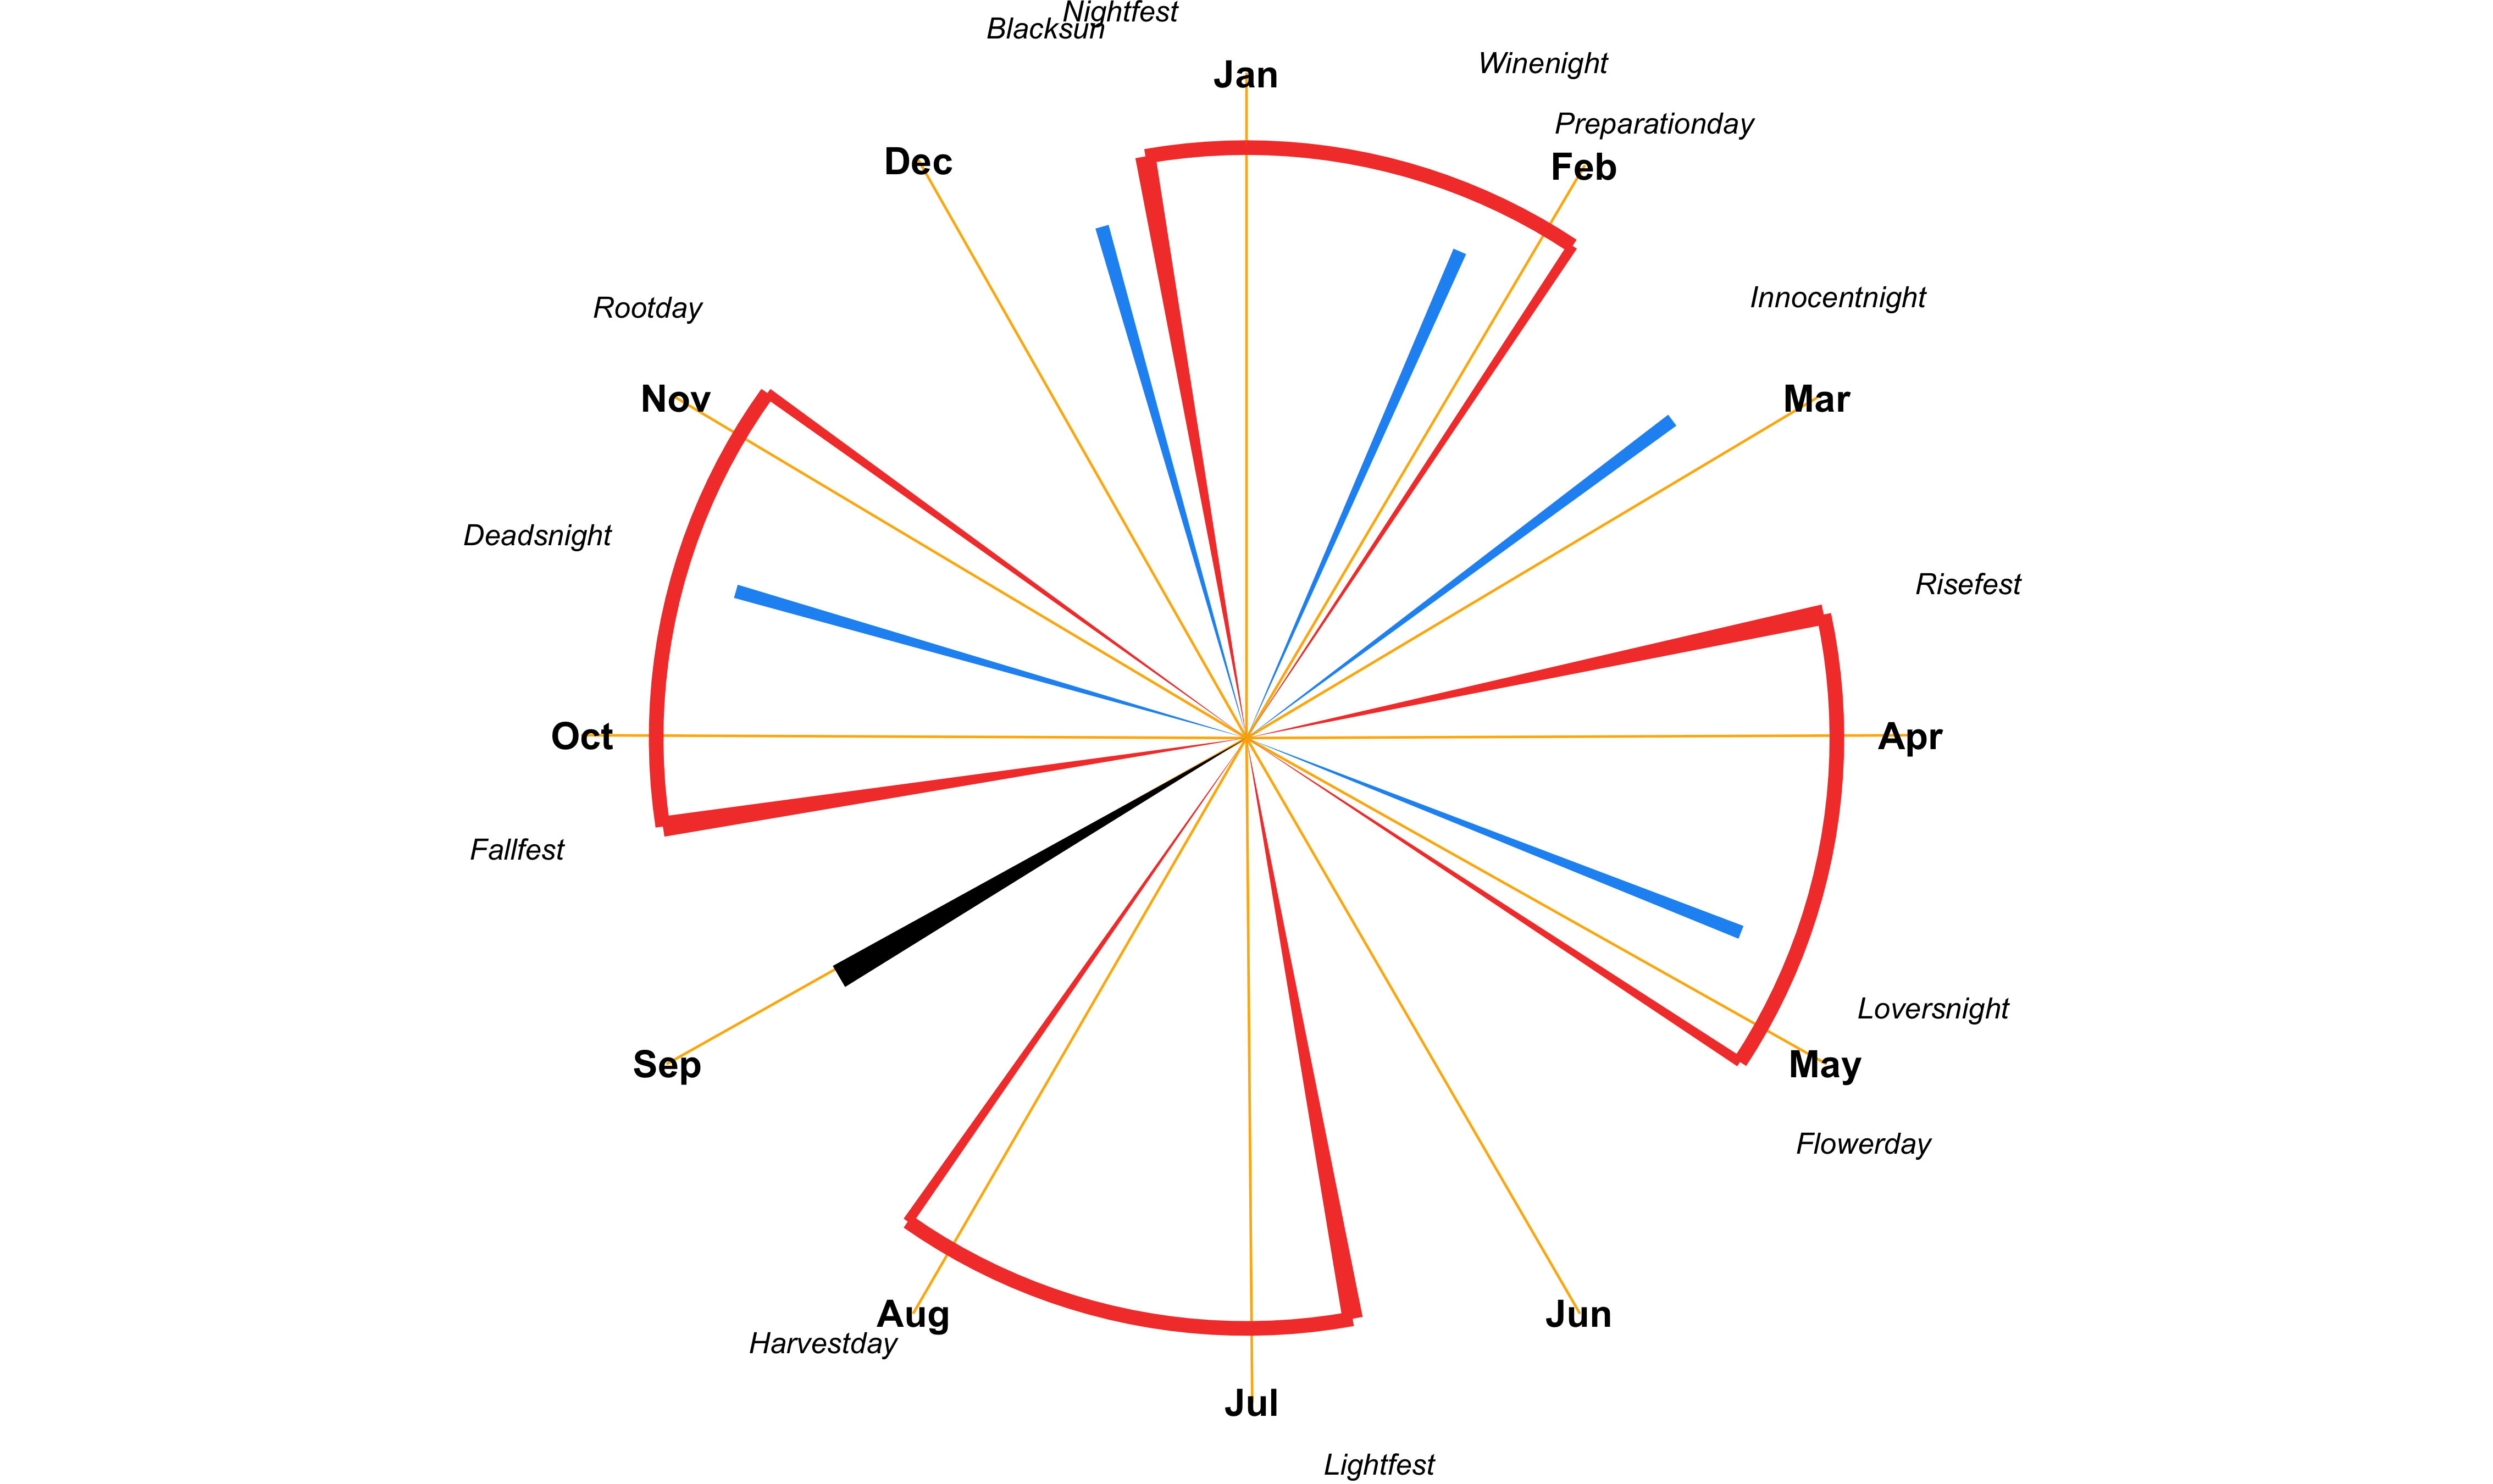 Nightfest
Blacksun
Winenight
Jan
Preparationday
Dec
Feb
Innocentnight
Rootday
Nov
Mar
Deadsnight
Risefest
Oct
Apr
Fallfest
Loversnight
Sep
May
Flowerday
Aug
Jun
Harvestday
Jul
Lightfest